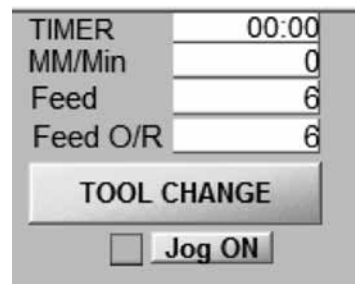 TIMER 00:00
MM/Min 0
Feed 6
Feed O/R 6
TOOL CHANGE
Jog ON